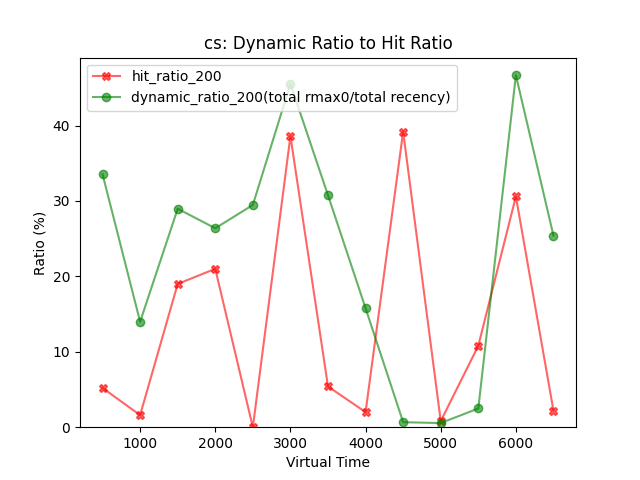 cs: Dynamic Ratio to Hit Ratio
hit_ratio_200
dynamic_ratio_200(total rmax0/total recency)
Ratio (%)
40
30
20
10
0
1000 2000 3000 4000 5000 6000
Virtual Time